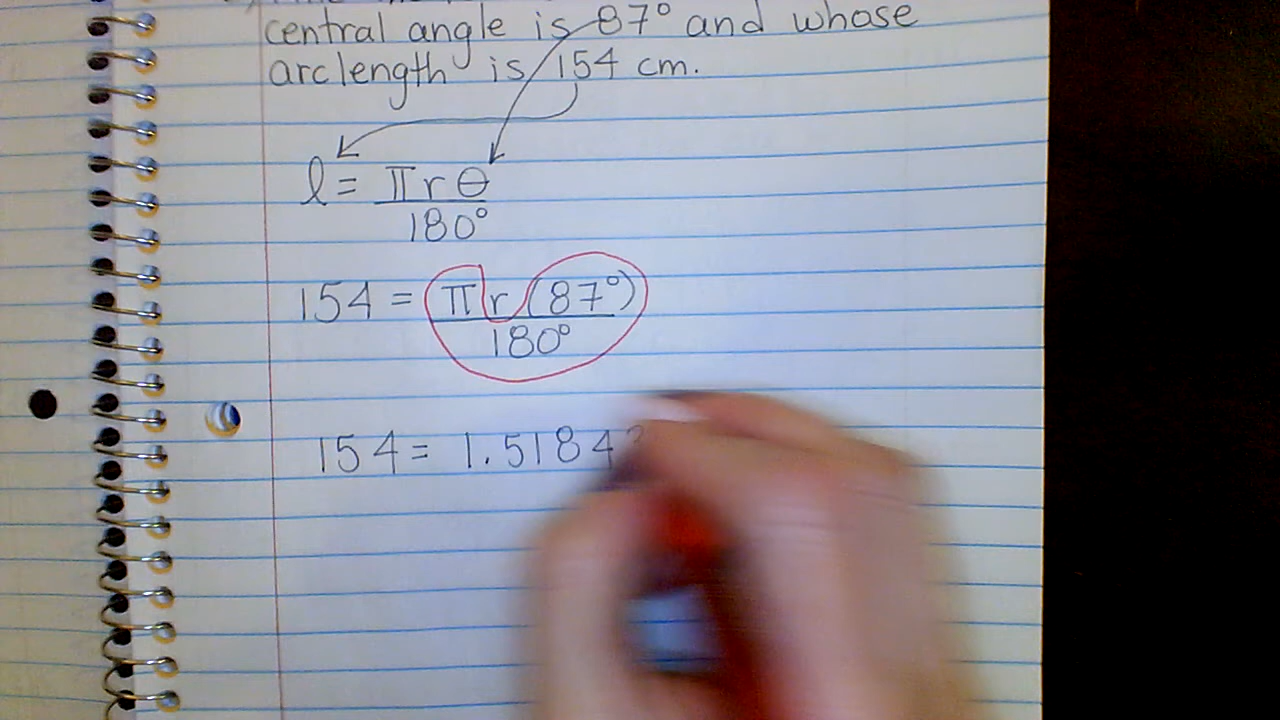 central angle is 87° and whose
arclength is 154 cm.
l = πrθ
180°
154 = πr(87°)
180°
154 = 1.5184